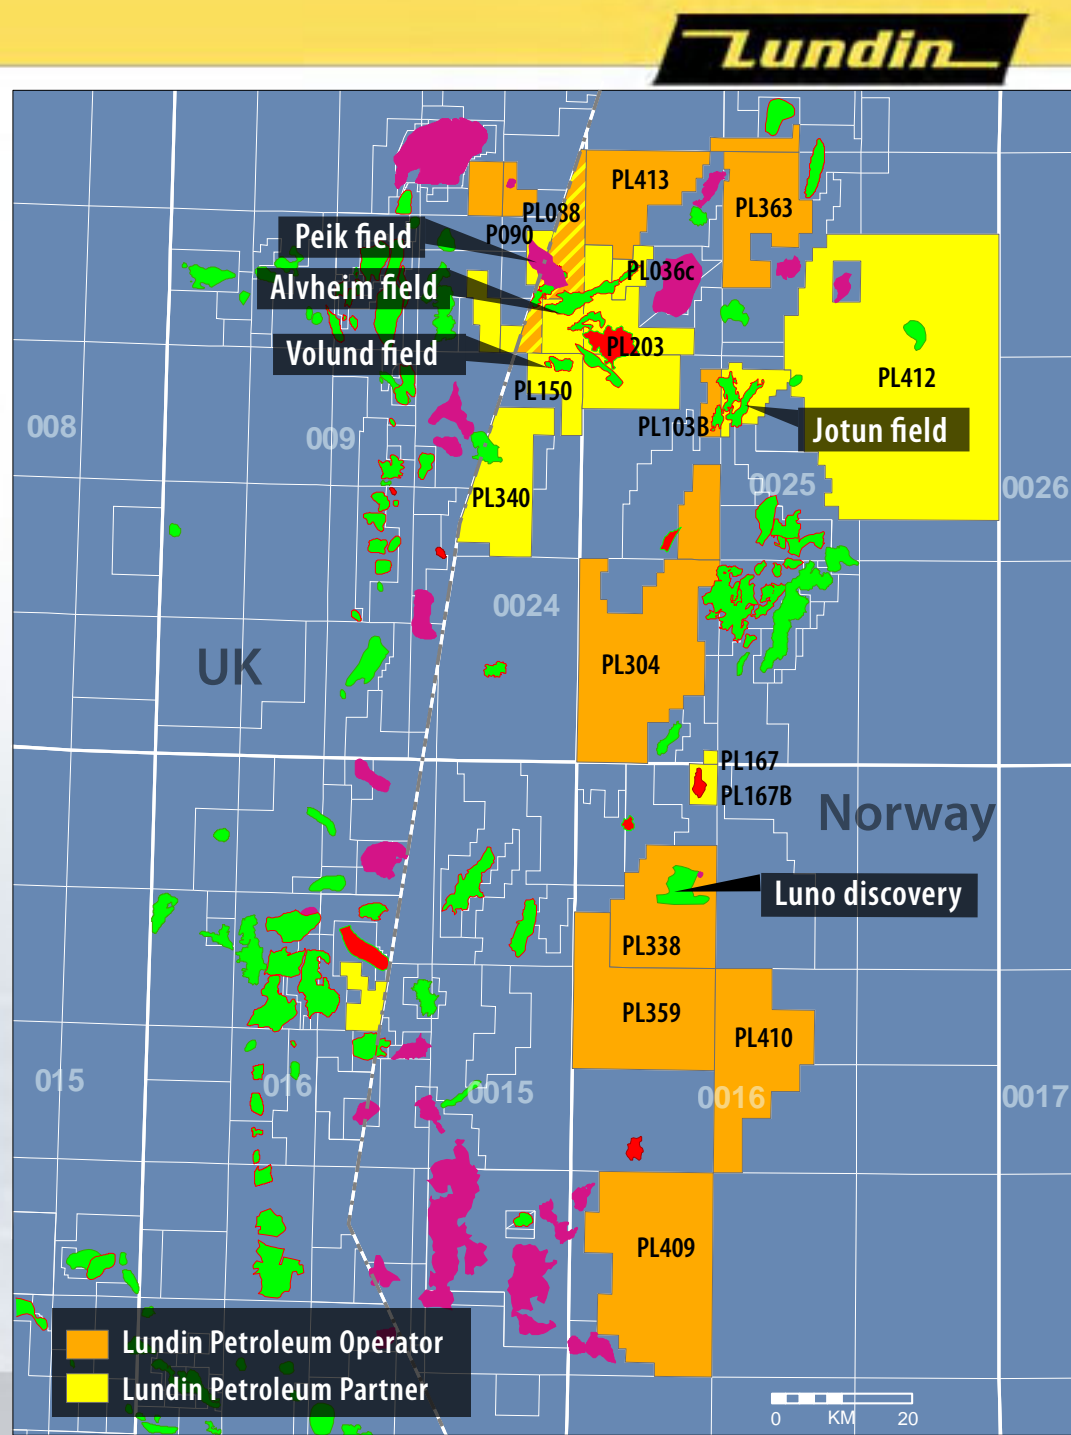 Lundin
PL413
PL363
PL088
P090
Peik field
PL036c
Alvheim field
Volund field
PL203
PL150
PL412
PL103B
Jotun field
008
009
0025
0026
PL340
0024
UK
PL304
PL167
PL167B
Norway
Luno discovery
PL338
PL359
PL410
015
016
0015
0016
0017
PL409
Lundin Petroleum Operator
Lundin Petroleum Partner
0 KM 20